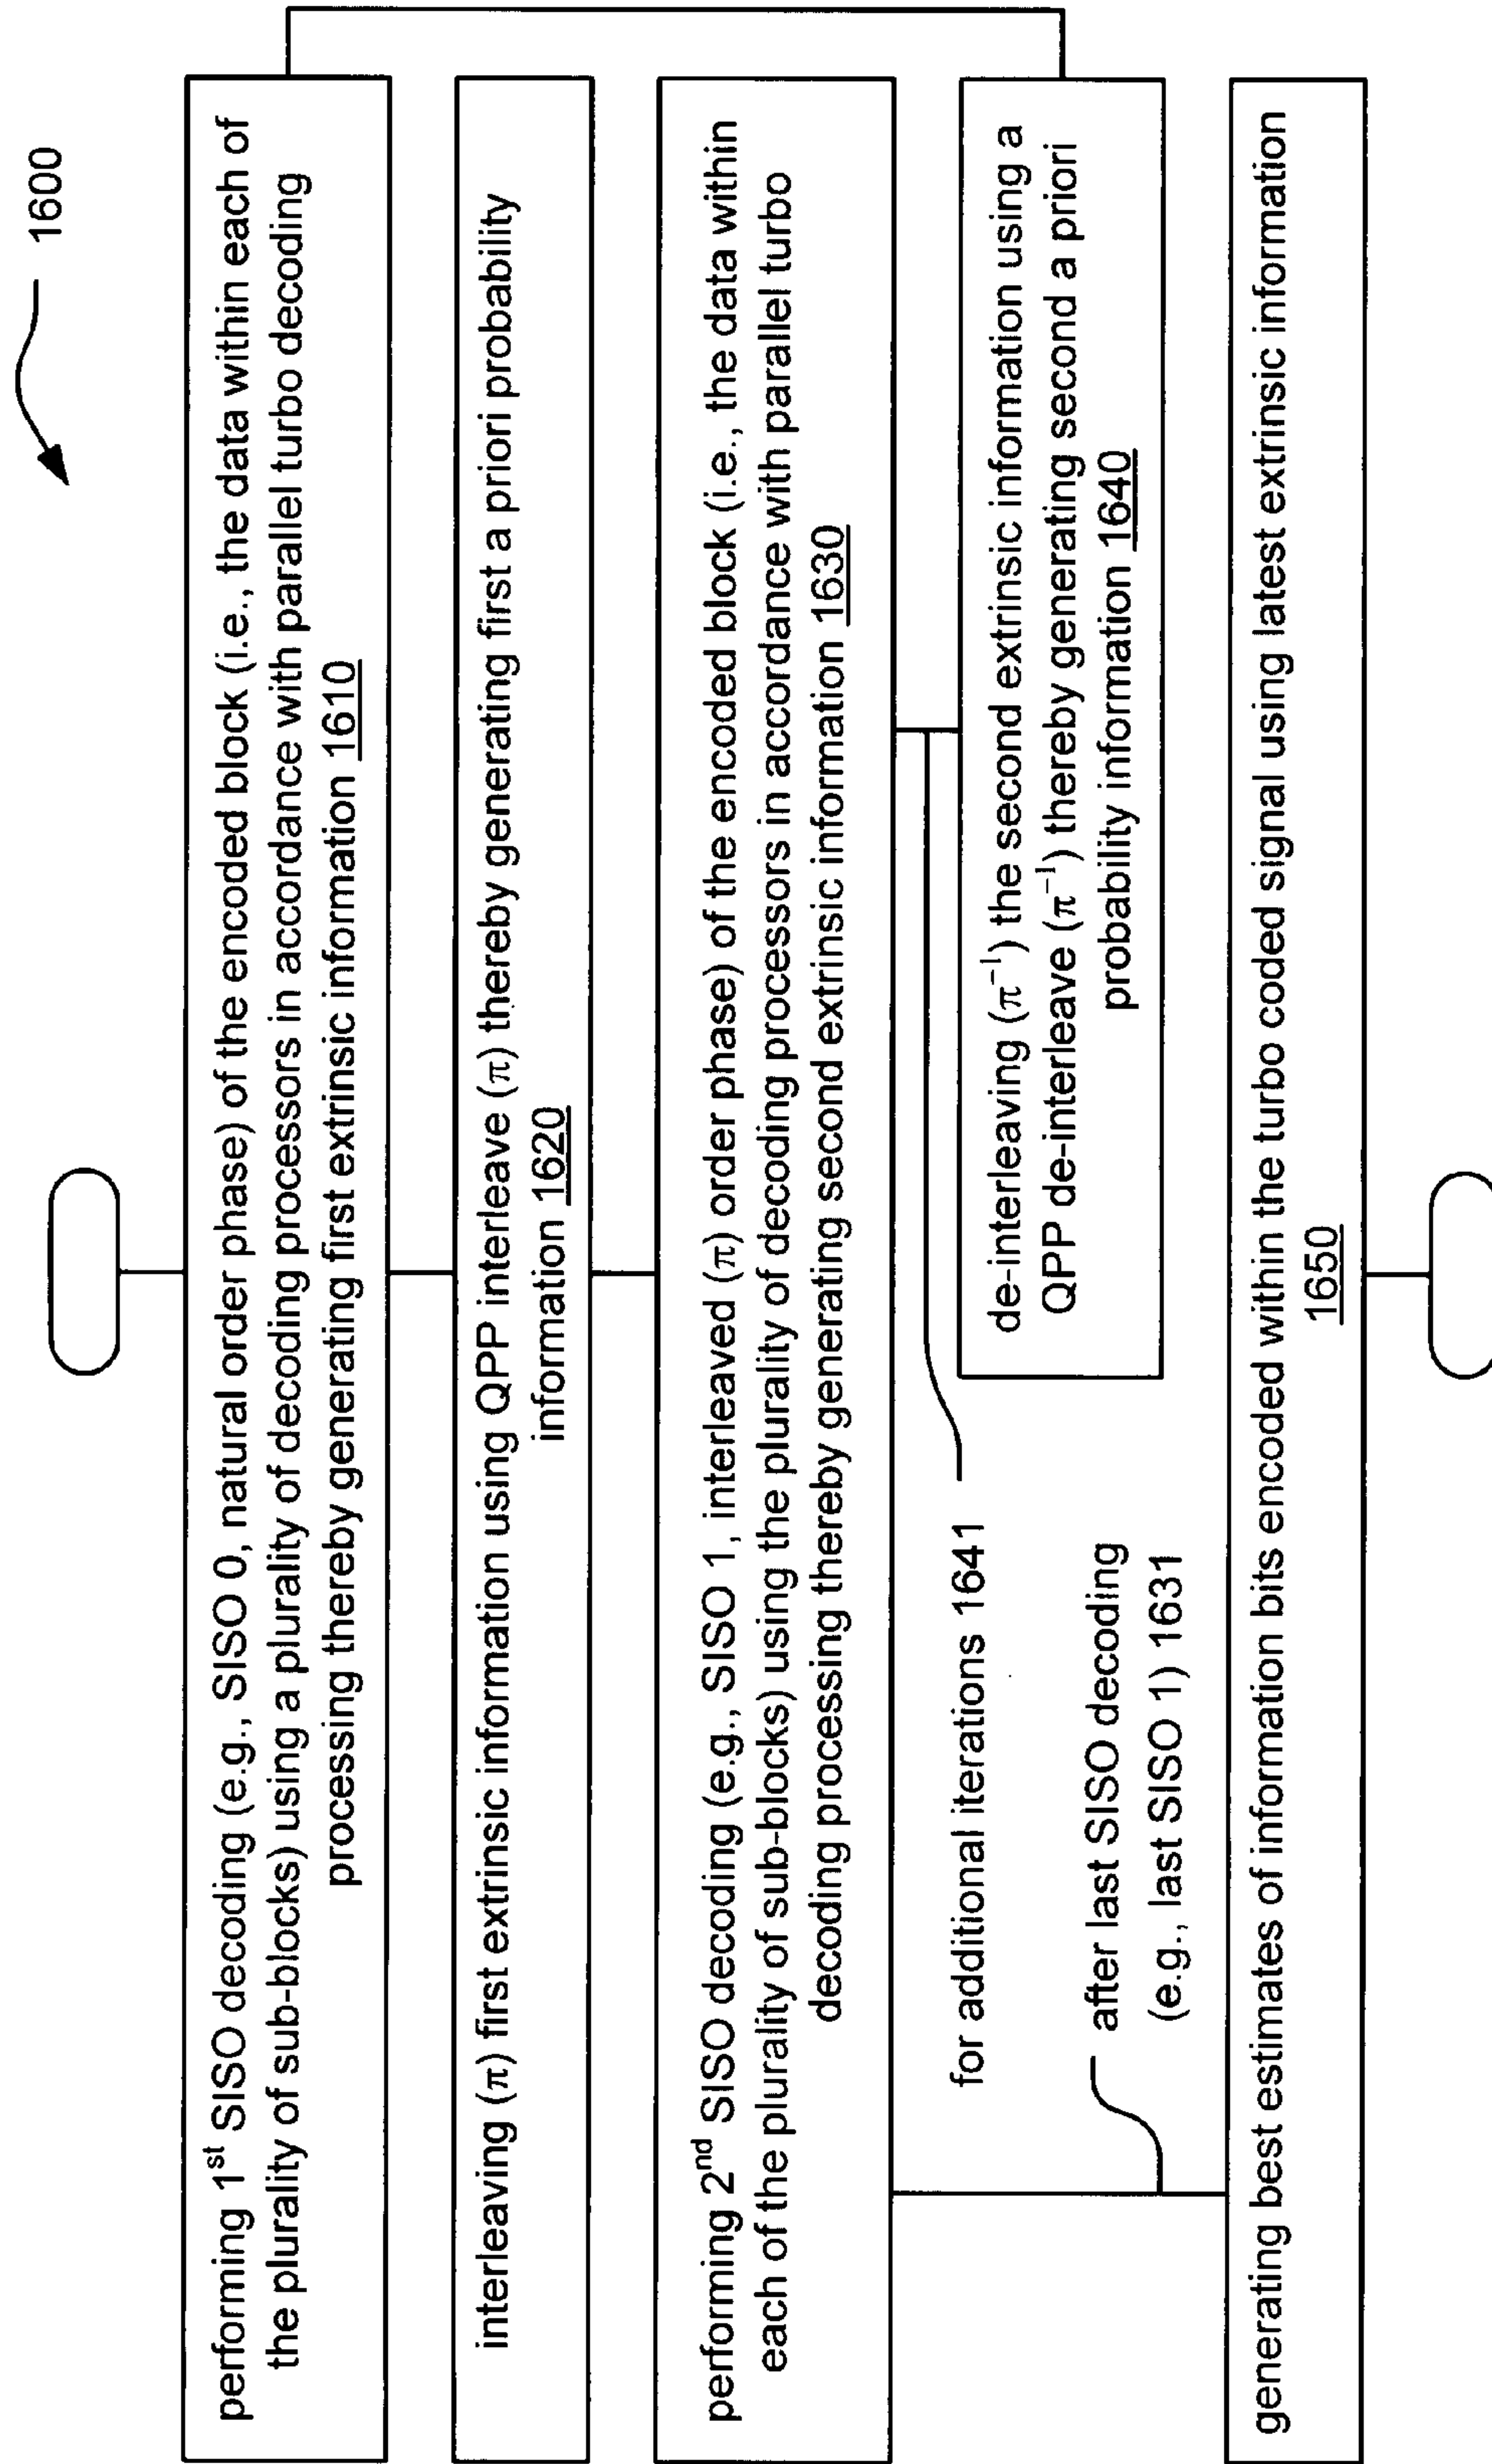 1600
performing 1st SISO decoding (e.g., SISO 0, natural order phase) of the encoded block (i.e., the data within each of
the plurality of sub-blocks) using a plurality of decoding processors in accordance with parallel turbo decoding
processing thereby generating first extrinsic information 1610
interleaving (π) first extrinsic information using QPP interleave (π) thereby generating first a priori probability
information 1620
performing 2nd SISO decoding (e.g., SISO 1, interleaved (π) order phase) of the encoded block (i.e., the data within
each of the plurality of sub-blocks) using the plurality of decoding processors in accordance with parallel turbo
decoding processing thereby generating second extrinsic information 1630
for additional iterations 1641
de-interleaving (π⁻¹) the second extrinsic information using a
QPP de-interleave (π⁻¹) thereby generating second a priori
probability information 1640
after last SISO decoding
(e.g., last SISO 1) 1631
generating best estimates of information bits encoded within the turbo coded signal using latest extrinsic information
1650